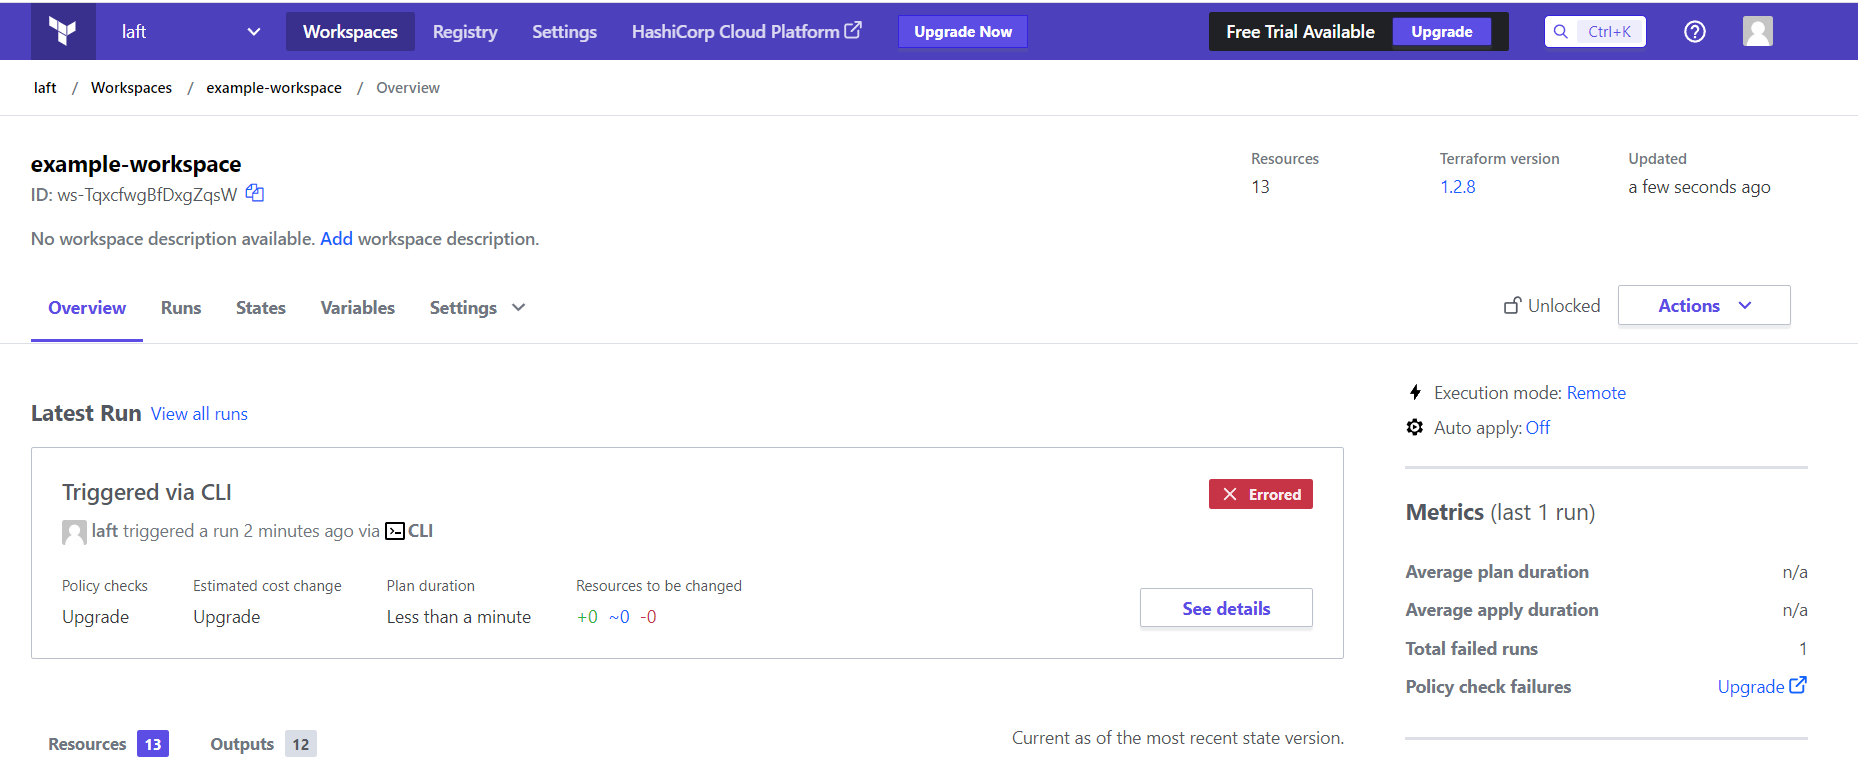 laft Workspaces Registry Settings HashiCorp Cloud Platform Upgrade Now Free Trial Available Upgrade Ctrl+K
laft / Workspaces / example-workspace / Overview
example-workspace
ID: ws-TqxcfwgBfDxgZqsW
No workspace description available. Add workspace description.
Resources
13
Terraform version
1.2.8
Updated
a few seconds ago
Overview Runs States Variables Settings
Unlocked Actions
Latest Run View all runs
Triggered via CLI
Errored
laft triggered a run 2 minutes ago via CLI
Policy checks
Upgrade
Estimated cost change
Upgrade
Plan duration
Less than a minute
Resources to be changed
+0 ~0 -0
See details
Resources 13 Outputs 12
Current as of the most recent state version.
Execution mode: Remote
Auto apply: Off
Metrics (last 1 run)
Average plan duration n/a
Average apply duration n/a
Total failed runs 1
Policy check failures Upgrade